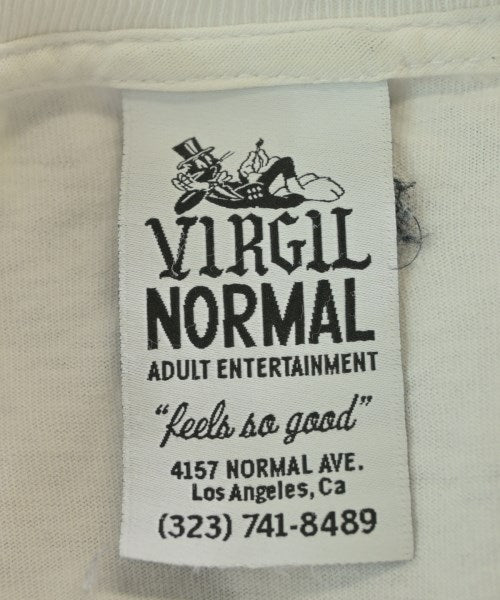 VIRGIL
NORMAL
ADULT ENTERTAINMENT
"feels so good"
4157 NORMAL AVE.
Los Angeles, Ca
(323) 741-8489